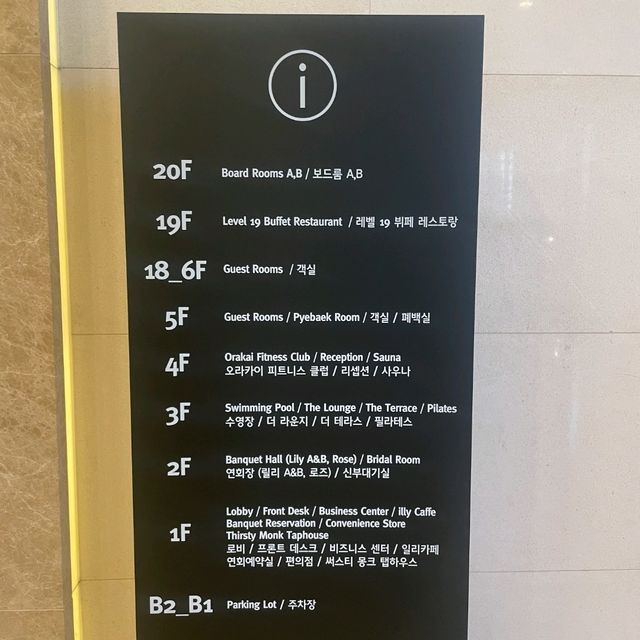 i
20F Board Rooms A,B / 보드룸 A,B
19F Level 19 Buffet Restaurant / 레벨 19 뷔페 레스토랑
18_6F Guest Rooms / 객실
5F Guest Rooms / Pyebaek Room / 객실 / 폐백실
4F Orakai Fitness Club / Reception / Sauna
오라카이 피트니스 클럽 / 리셉션 / 사우나
3F Swimming Pool / The Lounge / The Terrace / Pilates
수영장 / 더 라운지 / 더 테라스 / 필라테스
2F Banquet Hall (Lily A&B, Rose) / Bridal Room
연회장 (릴리 A&B, 로즈) / 신부대기실
1F Lobby / Front Desk / Business Center / illy Caffe
Banquet Reservation / Convenience Store
Thirsty Monk Taphouse
로비 / 프론트 데스크 / 비즈니스 센터 / 일리카페
연회예약실 / 편의점 / 써스티 몽크 탭하우스
B2_B1 Parking Lot / 주차장